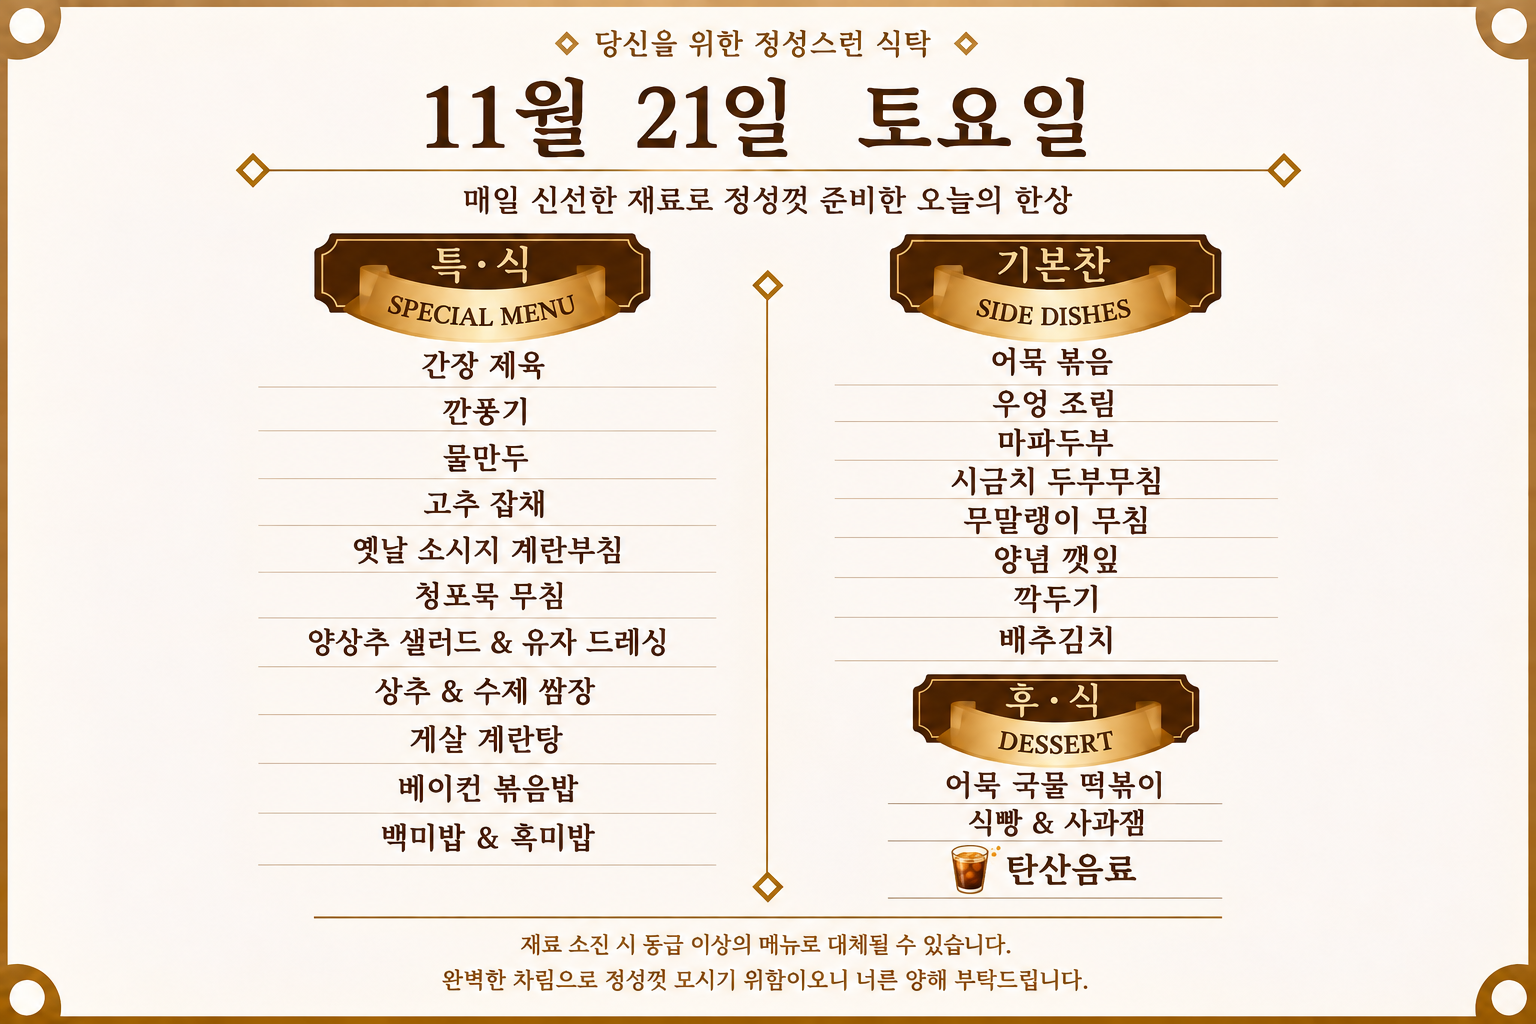 당신을 위한 정성스런 식탁
11월 21일 토요일
매일 신선한 재료로 정성껏 준비한 오늘의 한상
특·식
SPECIAL MENU
간장 제육
깐풍기
물만두
고추 잡채
옛날 소시지 계란부침
청포묵 무침
양상추 샐러드 & 유자 드레싱
상추 & 수제 쌈장
게살 계란탕
베이컨 볶음밥
백미밥 & 흑미밥
기본찬
SIDE DISHES
어묵 볶음
우엉 조림
마파두부
시금치 두부무침
무말랭이 무침
양념 깻잎
깍두기
배추김치
후·식
DESSERT
어묵 국물 떡볶이
식빵 & 사과잼
탄산음료
재료 소진 시 동급 이상의 메뉴로 대체될 수 있습니다.
완벽한 차림으로 정성껏 모시기 위함이오니 너른 양해 부탁드립니다.